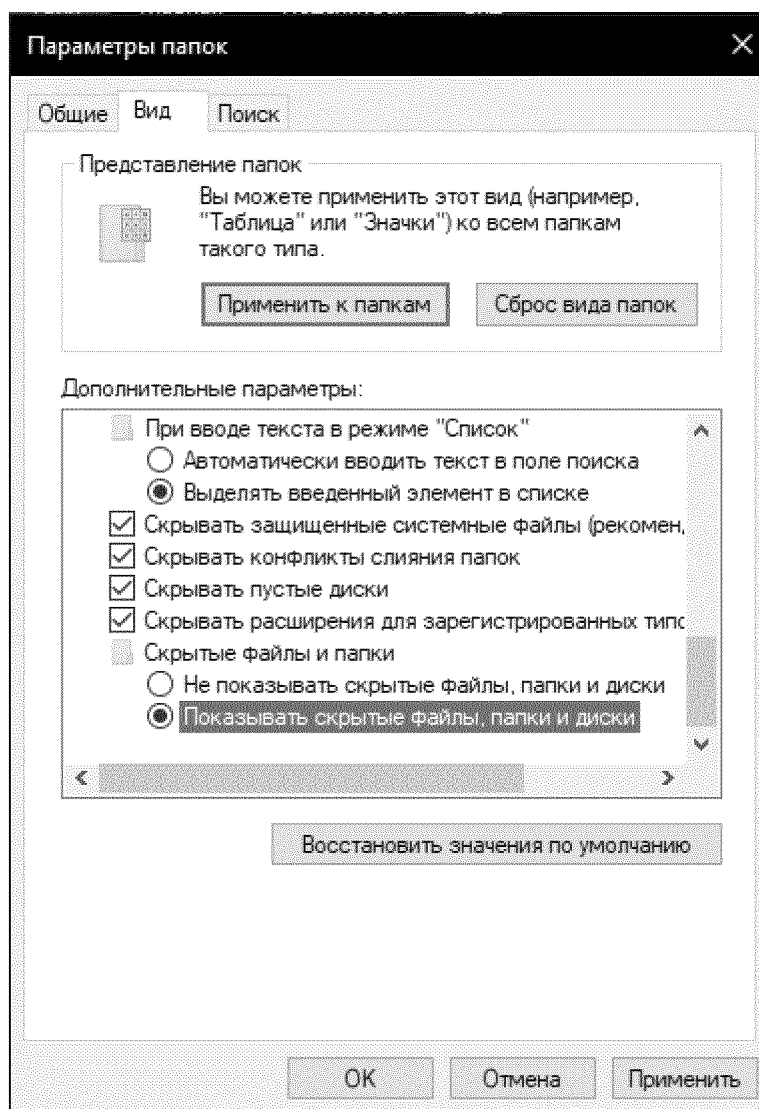 Параметры папок
Общие
Вид
Поиск
Представление папок
Вы можете применить этот вид (например,
"Таблица" или "Значки") ко всем папкам
такого типа.
Применить к папкам
Сброс вида папок
Дополнительные параметры:
При вводе текста в режиме "Список"
Автоматически вводить текст в поле поиска
Выделять введенный элемент в списке
Скрывать защищенные системные файлы (рекомен,
Скрывать конфликты слияния папок
Скрывать пустые диски
Скрывать расширения для зарегистрированных типо
Скрытые файлы и папки
Не показывать скрытые файлы, папки и диски
Показывать скрытые файлы, папки и диски
Восстановить значения по умолчанию
ОК
Отмена
Применить